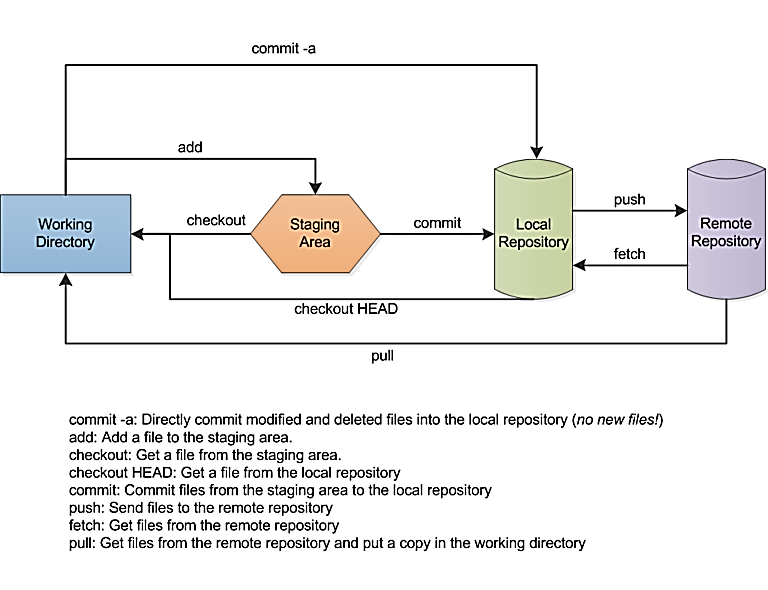 commit -a
add
Working
Directory
checkout
Staging
Area
commit
Local
Repository
push
fetch
Remote
Repository
checkout HEAD
pull
commit -a: Directly commit modified and deleted files into the local repository (no new files!)
add: Add a file to the staging area.
checkout: Get a file from the staging area.
checkout HEAD: Get a file from the local repository
commit: Commit files from the staging area to the local repository
push: Send files to the remote repository
fetch: Get files from the remote repository
pull: Get files from the remote repository and put a copy in the working directory